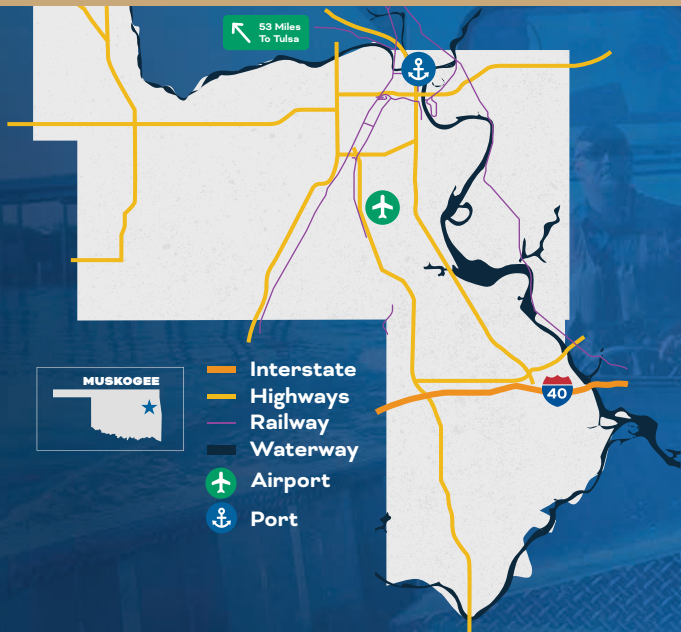 53 Miles
To Tulsa
MUSKOGEE
Interstate
Highways
Railway
Waterway
Airport
Port
40